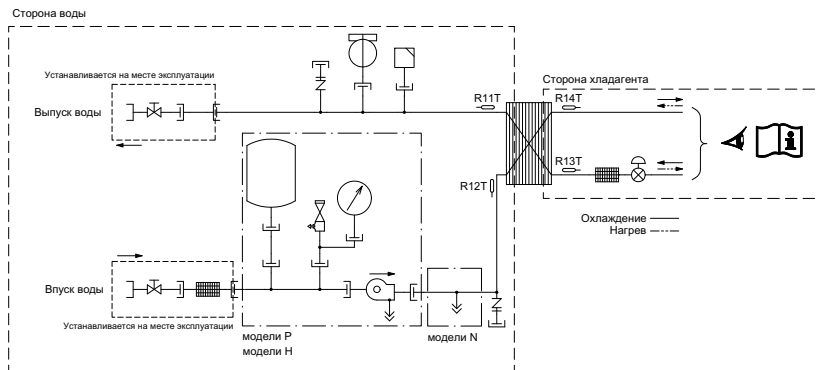 Сторона воды
Устанавливается на месте эксплуатации
Выпуск воды
R11T
Сторона хладагента
R14T
R13T
R12T
i
Охлаждение
Нагрев
Впуск воды
Устанавливается на месте эксплуатации
модели P
модели H
модели N